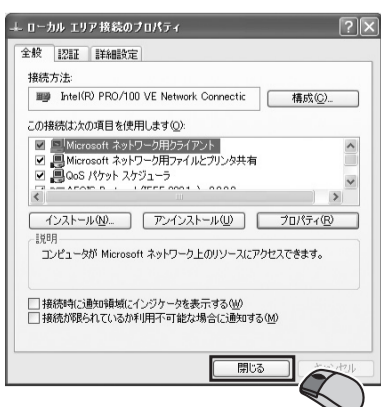 ローカル エリア接続のプロパティ
全般 認証 詳細設定
接続方法:
Intel(R) PRO/100 VE Network Connectic 構成(C)...
この接続は次の項目を使用します(O):
Microsoft ネットワーク用クライアント
Microsoft ネットワーク用ファイルとプリンタ共有
QoS パケット スケジューラ
インストール(N)... アンインストール(U) プロパティ(R)
説明
コンピュータが Microsoft ネットワーク上のリソースにアクセスできます。
接続時に通知領域にインジケータを表示する(W)
接続が限られているか利用不可能な場合に通知する(M)
閉じる